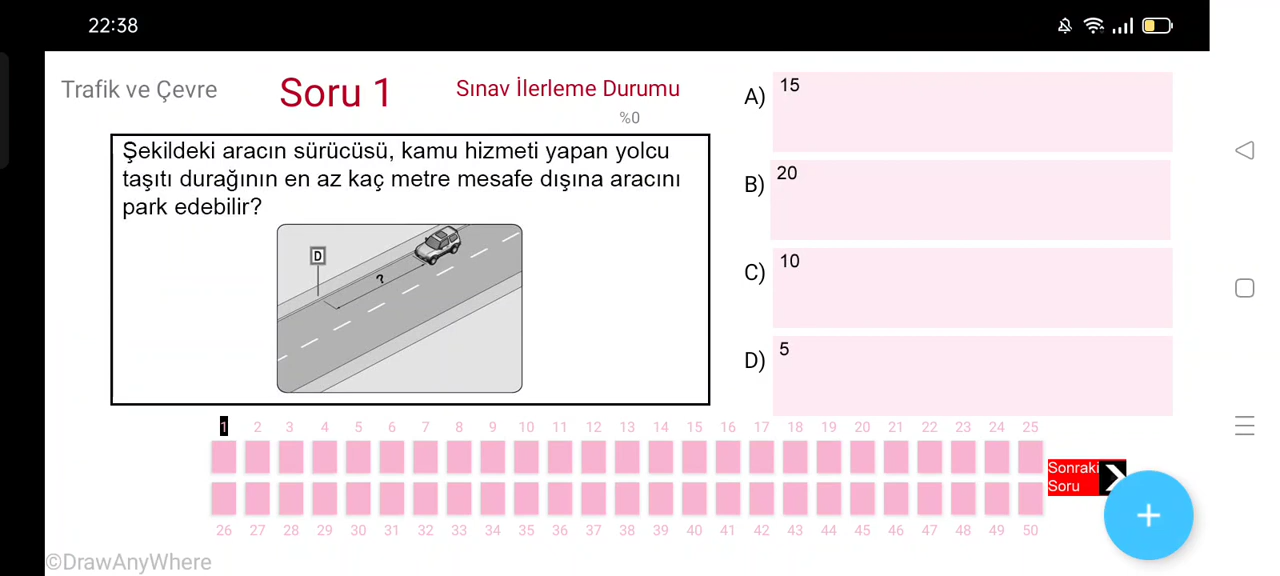 22:38
Trafik ve Çevre
Soru 1
Sınav İlerleme Durumu
%0
Şekildeki aracın sürücüsü, kamu hizmeti yapan yolcu
taşıtı durağının en az kaç metre mesafe dışına aracını
park edebilir?
D
?
A) 15
B) 20
C) 10
D) 5
1 2 3 4 5 6 7 8 9 10 11 12 13 14 15 16 17 18 19 20 21 22 23 24 25
26 27 28 29 30 31 32 33 34 35 36 37 38 39 40 41 42 43 44 45 46 47 48 49 50
Sonraki
Soru
+
©DrawAnyWhere